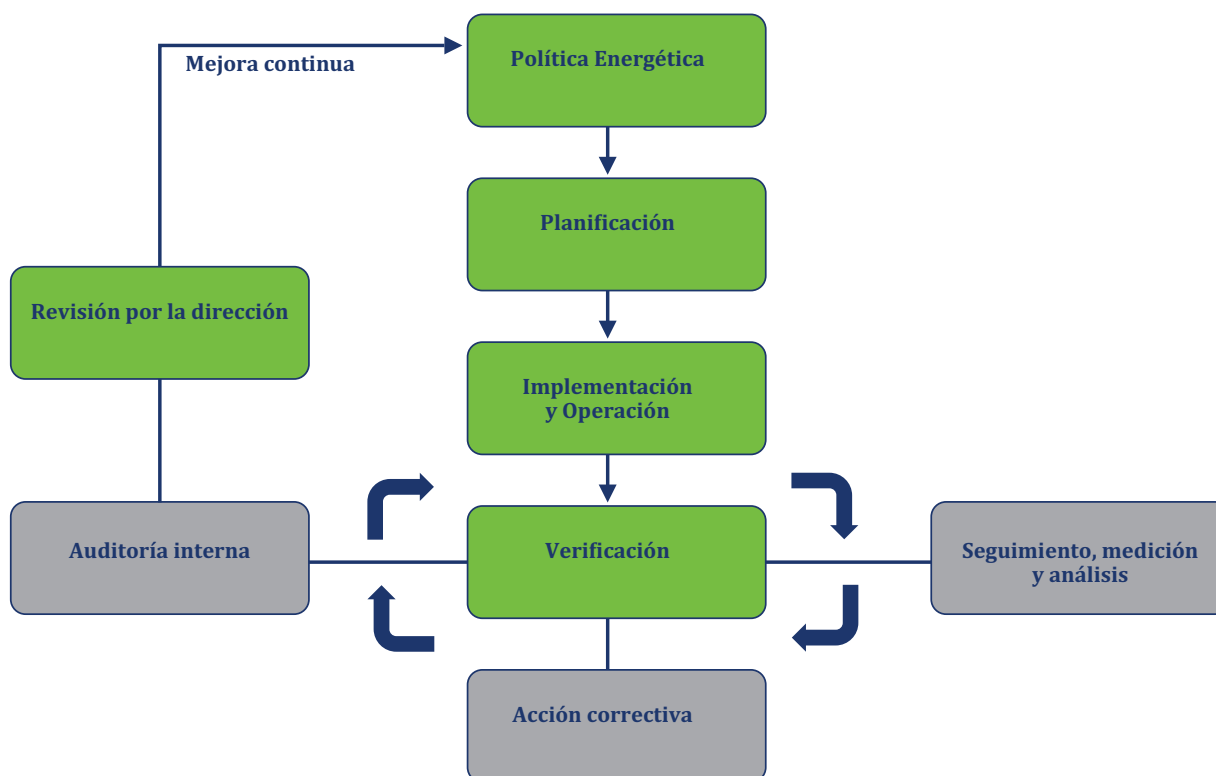 Política Energética
Mejora continua
Planificación
Revisión por la dirección
Implementación
y Operación
Auditoría interna
Verificación
Seguimiento, medición
y análisis
Acción correctiva